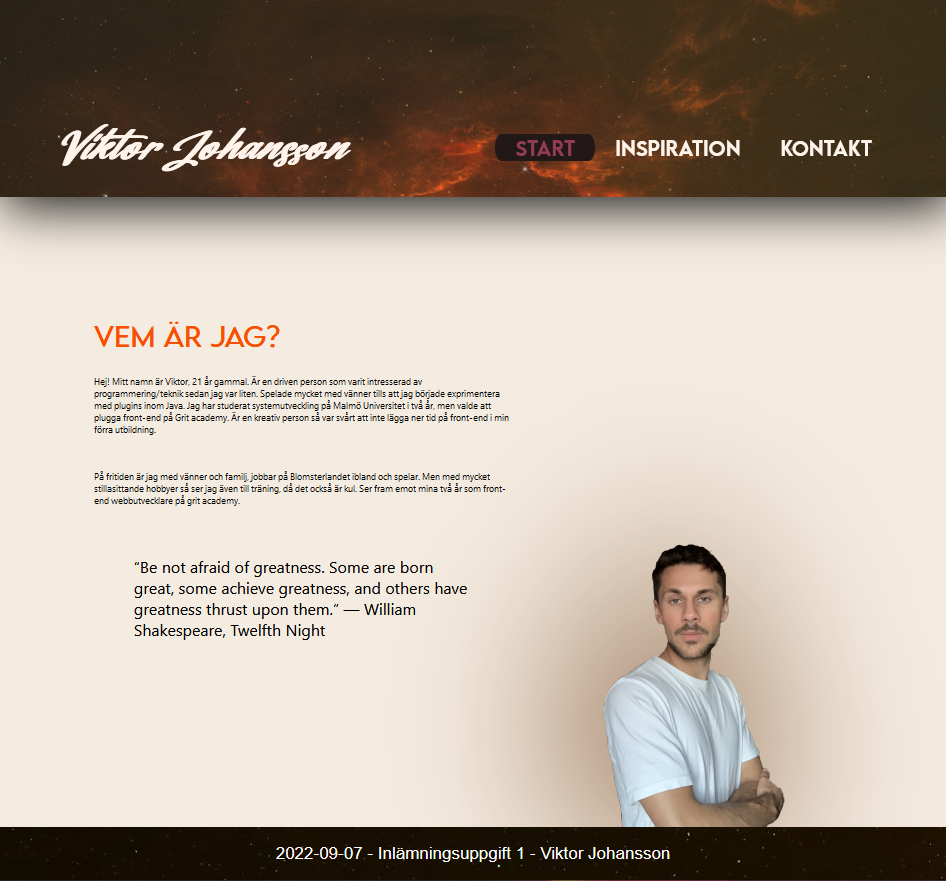 Viktor Johansson
START INSPIRATION KONTAKT
VEM ÄR JAG?
Hej! Mitt namn är Viktor, 21 år gammal. Är en driven person som varit intresserad av
programmering/teknik sedan jag var liten. Spelade mycket med vänner tills att jag började exprimentera
med plugins inom Java. Jag har studerat systemutveckling på Malmö Universitet i två år, men valde att
plugga front-end på Grit academy. Är en kreativ person så var svårt att inte lägga ner tid på front-end i min
förra utbildning.
På fritiden är jag med vänner och familj, jobbar på Blomsterlandet ibland och spelar. Men med mycket
stillasittande hobbyer så ser jag även till träning, då det också är kul. Ser fram emot mina två år som front-
end webbutvecklare på grit academy.
“Be not afraid of greatness. Some are born
great, some achieve greatness, and others have
greatness thrust upon them.” — William
Shakespeare, Twelfth Night
2022-09-07 - Inlämningsuppgift 1 - Viktor Johansson